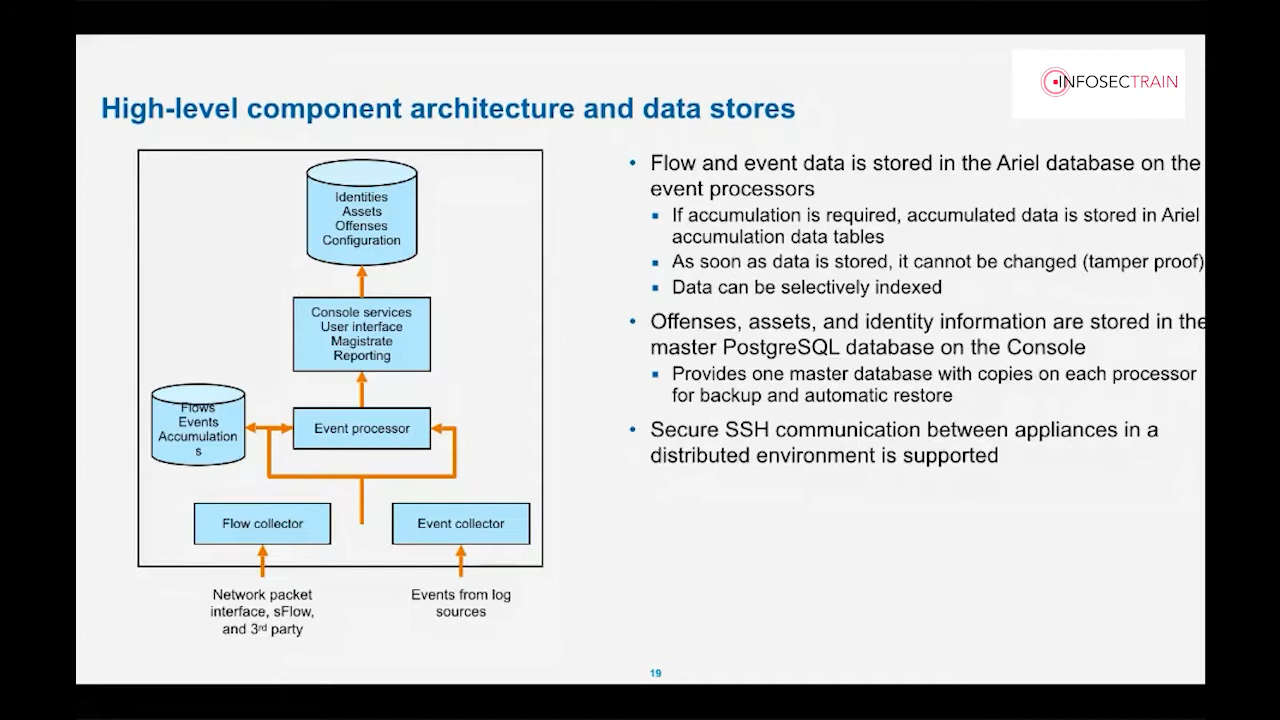 INFOSECTRAIN
High-level component architecture and data stores
Identities
Assets
Offenses
Configuration
Console services
User interface
Magistrate
Reporting
Flows
Events
Accumulation
s
Event processor
Flow collector
Event collector
Network packet
interface, sFlow,
and 3rd party
Events from log
sources
• Flow and event data is stored in the Ariel database on the
event processors
▪ If accumulation is required, accumulated data is stored in Ariel
accumulation data tables
▪ As soon as data is stored, it cannot be changed (tamper proof)
▪ Data can be selectively indexed
• Offenses, assets, and identity information are stored in the
master PostgreSQL database on the Console
▪ Provides one master database with copies on each processor
for backup and automatic restore
• Secure SSH communication between appliances in a
distributed environment is supported
19